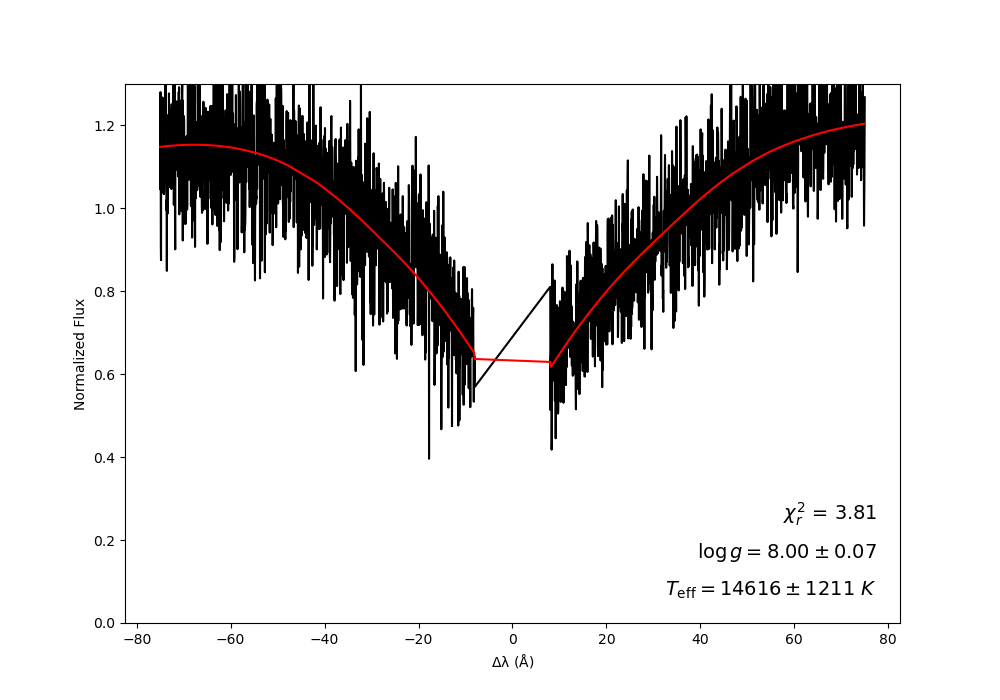 1.2
1.0
0.8
0.6
0.4
0.2
0.0
Normalized Flux
χ²ᵣ = 3.81
log g = 8.00 ± 0.07
T_eff = 14616 ± 1211 K
−80 −60 −40 −20 0 20 40 60 80
Δλ (Å)